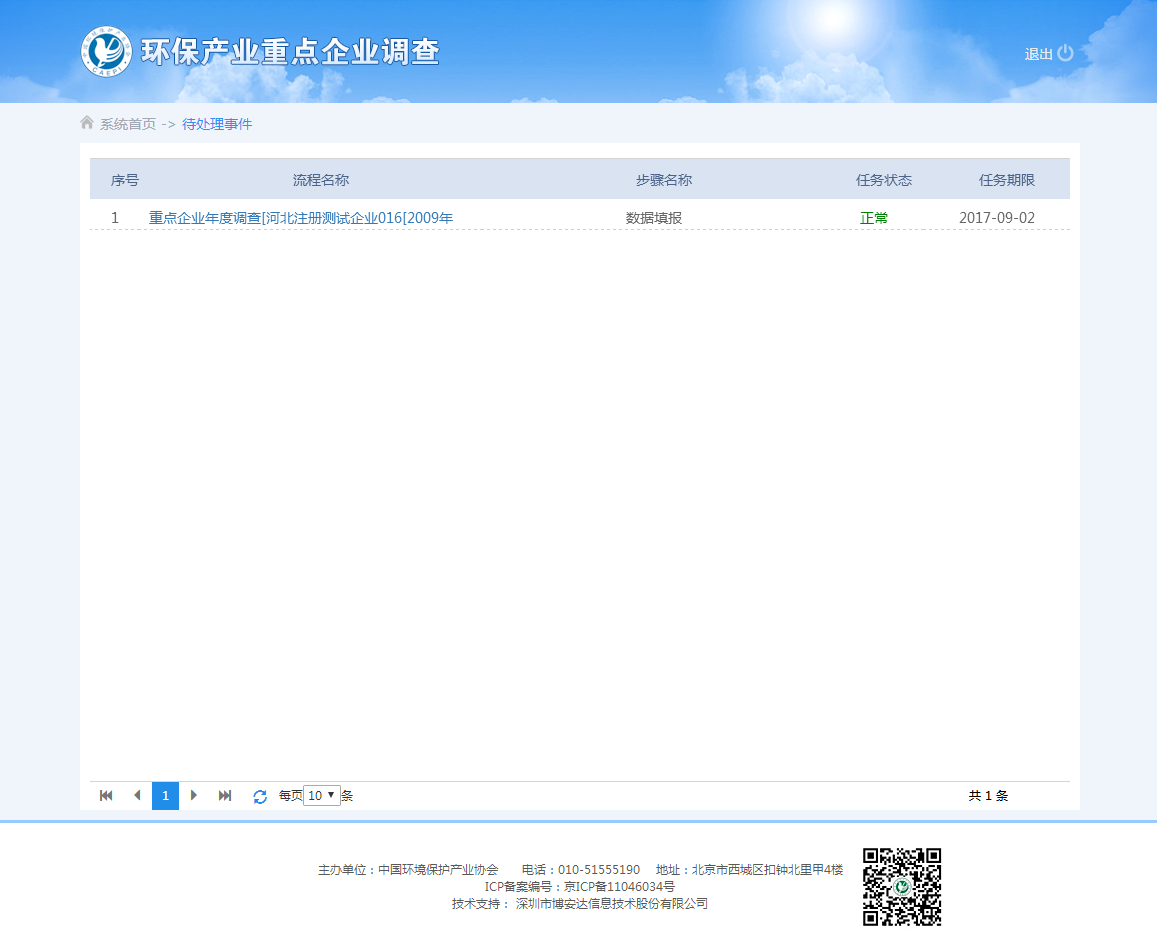 CAEPI
环保产业重点企业调查
退出
系统首页 -> 待处理事件
序号 流程名称 步骤名称 任务状态 任务期限
1 重点企业年度调查[河北注册测试企业016[2009年 数据填报 正常 2017-09-02
1 每页 10 条 共 1 条
主办单位：中国环境保护产业协会 电话：010-51555190 地址：北京市西城区扣钟北里甲4楼
ICP备案编号：京ICP备11046034号
技术支持： 深圳市博安达信息技术股份有限公司